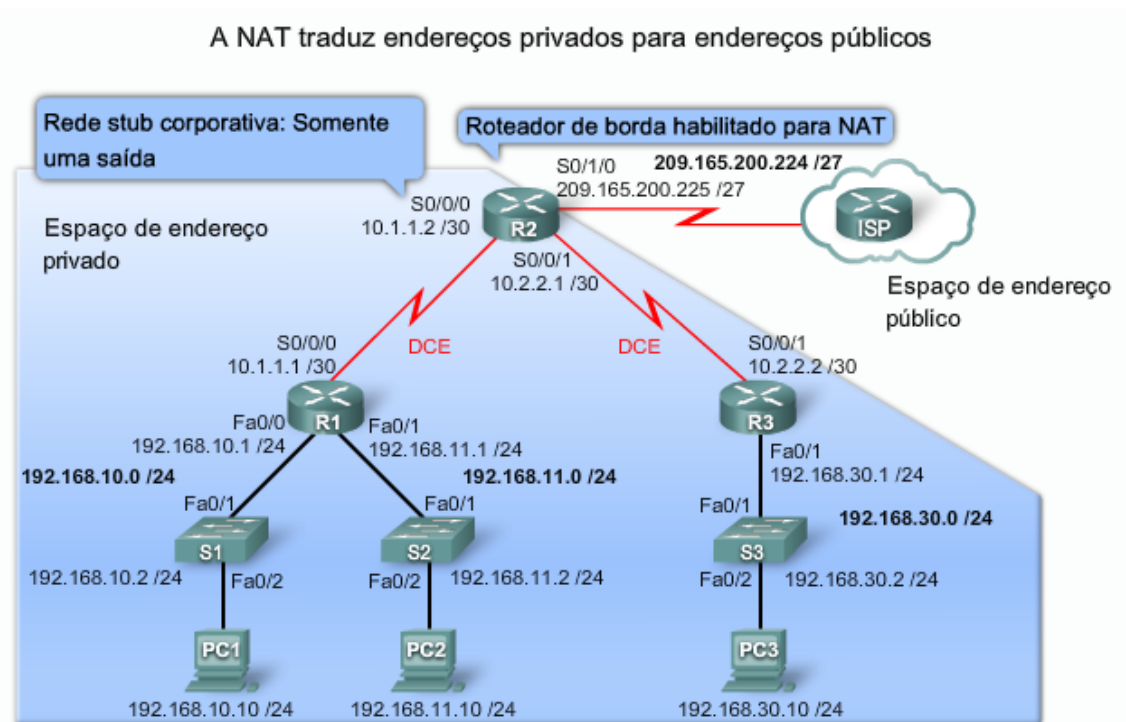 A NAT traduz endereços privados para endereços públicos
Rede stub corporativa: Somente
uma saída
Roteador de borda habilitado para NAT
S0/1/0
209.165.200.224 /27
209.165.200.225 /27
S0/0/0
10.1.1.2 /30
R2
ISP
Espaço de endereço
privado
S0/0/1
10.2.2.1 /30
Espaço de endereço
público
S0/0/0
10.1.1.1 /30
DCE
DCE
S0/0/1
10.2.2.2 /30
R1
R3
Fa0/0
192.168.10.1 /24
Fa0/1
192.168.11.1 /24
Fa0/1
192.168.30.1 /24
192.168.10.0 /24
192.168.11.0 /24
Fa0/1
Fa0/1
Fa0/1
192.168.30.0 /24
S1
S2
S3
192.168.10.2 /24
Fa0/2
Fa0/2
192.168.11.2 /24
Fa0/2
192.168.30.2 /24
PC1
PC2
PC3
192.168.10.10 /24
192.168.11.10 /24
192.168.30.10 /24